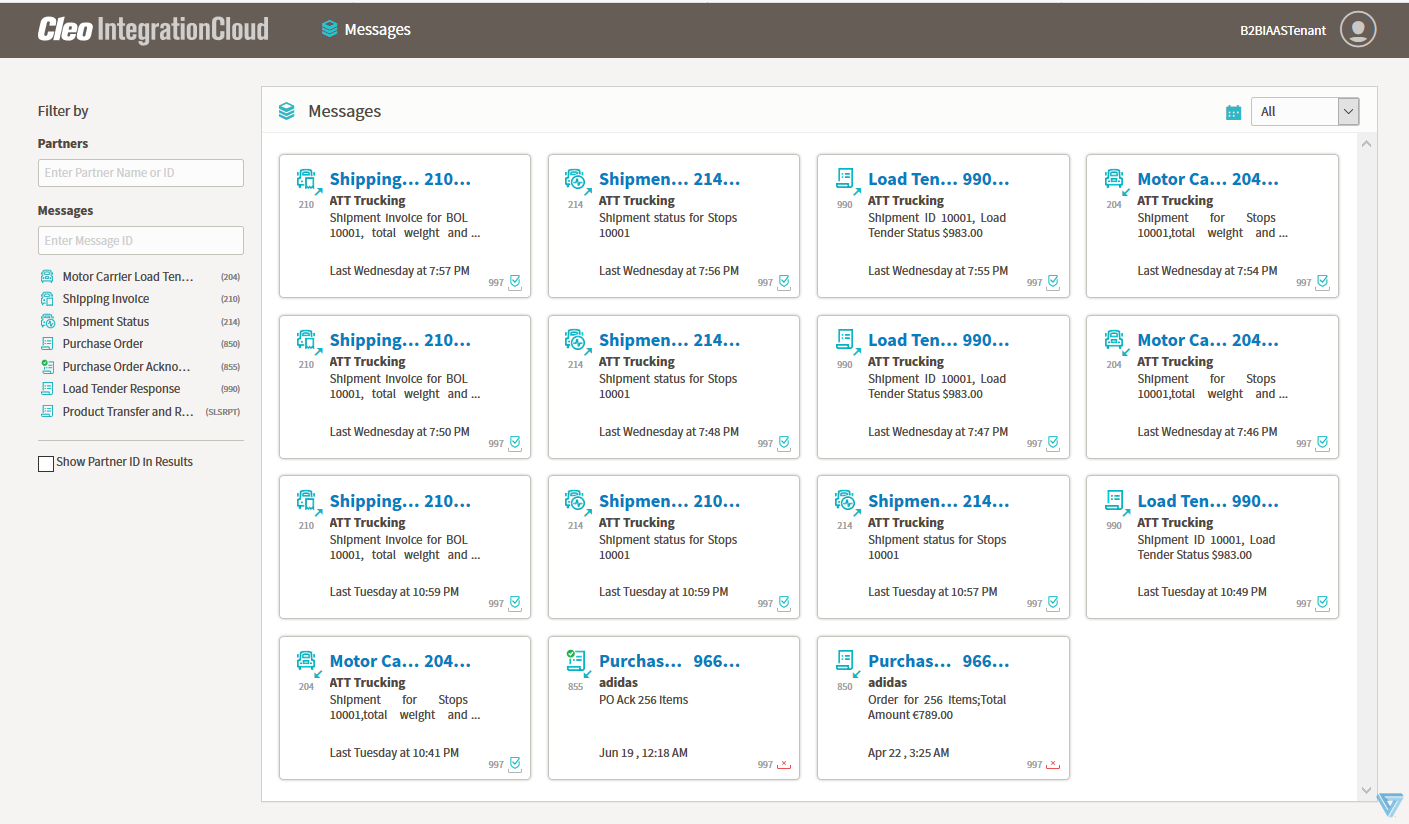 Cleo IntegrationCloud
Messages
B2BIAASTenant
Filter by
Partners
Enter Partner Name or ID
Messages
Enter Message ID
Motor Carrier Load Ten... (204)
Shipping Invoice (210)
Shipment Status (214)
Purchase Order (850)
Purchase Order Ackno... (855)
Load Tender Response (990)
Product Transfer and R... (SLSRPT)
Show Partner ID In Results
Messages
All
Shipping... 210...
210
ATT Trucking
Shipment Invoice for BOL
10001, total weight and ...
Last Wednesday at 7:57 PM
997
Shipmen... 214...
214
ATT Trucking
Shipment status for Stops
10001
Last Wednesday at 7:56 PM
997
Load Ten... 990...
990
ATT Trucking
Shipment ID 10001, Load
Tender Status $983.00
Last Wednesday at 7:55 PM
997
Motor Ca... 204...
204
ATT Trucking
Shipment for Stops
10001,total weight and ...
Last Wednesday at 7:54 PM
997
Shipping... 210...
210
ATT Trucking
Shipment Invoice for BOL
10001, total weight and ...
Last Wednesday at 7:50 PM
997
Shipmen... 214...
214
ATT Trucking
Shipment status for Stops
10001
Last Wednesday at 7:48 PM
997
Load Ten... 990...
990
ATT Trucking
Shipment ID 10001, Load
Tender Status $983.00
Last Wednesday at 7:47 PM
997
Motor Ca... 204...
204
ATT Trucking
Shipment for Stops
10001,total weight and ...
Last Wednesday at 7:46 PM
997
Shipping... 210...
210
ATT Trucking
Shipment Invoice for BOL
10001, total weight and ...
Last Tuesday at 10:59 PM
997
Shipmen... 210...
214
ATT Trucking
Shipment status for Stops
10001
Last Tuesday at 10:59 PM
997
Shipmen... 214...
214
ATT Trucking
Shipment status for Stops
10001
Last Tuesday at 10:57 PM
997
Load Ten... 990...
990
ATT Trucking
Shipment ID 10001, Load
Tender Status $983.00
Last Tuesday at 10:49 PM
997
Motor Ca... 204...
204
ATT Trucking
Shipment for Stops
10001,total weight and ...
Last Tuesday at 10:41 PM
997
Purchas... 966...
855
adidas
PO Ack 256 Items
Jun 19 , 12:18 AM
997
Purchas... 966...
850
adidas
Order for 256 Items;Total
Amount €789.00
Apr 22 , 3:25 AM
997